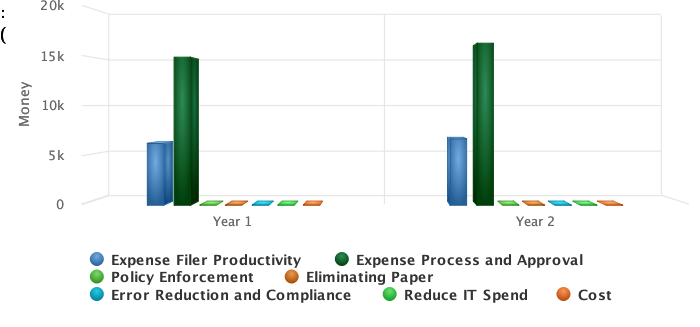 :
(
20k
15k
10k
5k
0
Money
Year 1 Year 2
Expense Filer Productivity Expense Process and Approval
Policy Enforcement Eliminating Paper
Error Reduction and Compliance Reduce IT Spend Cost